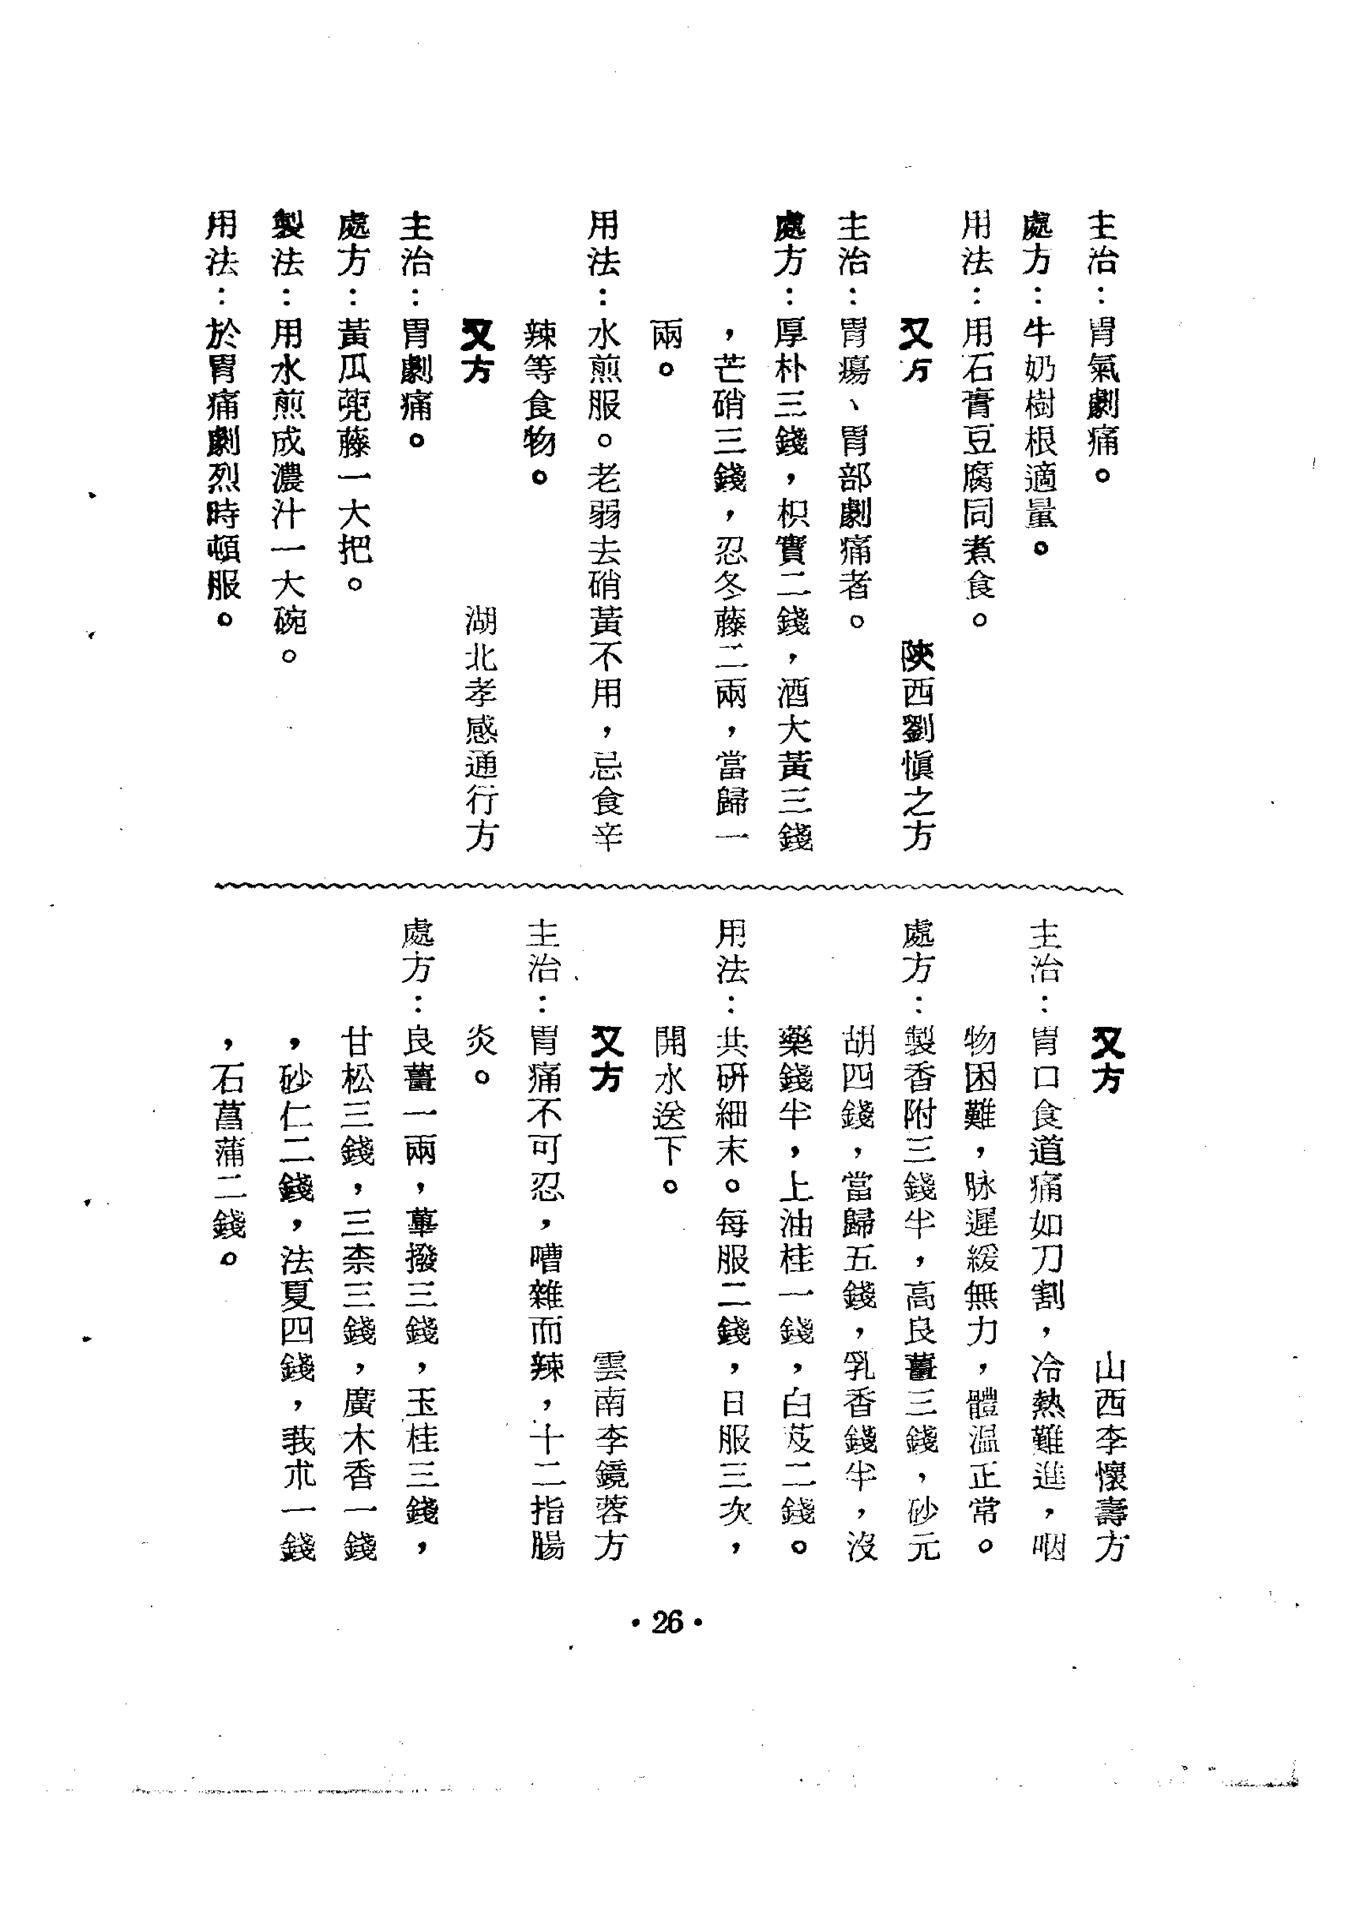 主治：胃氣劇痛。
處方：牛奶樹根適量。
用法：用石膏豆腐同煮食。
又方　陝西劉愼之方
主治：胃瘍、胃部劇痛者。
處方：厚朴三錢，枳實二錢，酒大黃三錢
，芒硝三錢，忍冬藤二兩，當歸一
兩。
用法：水煎服。老弱去硝黃不用，忌食辛
辣等食物。
又方　湖北孝感通行方
主治：胃劇痛。
處方：黃瓜蔸藤一大把。
製法：用水煎成濃汁一大碗。
用法：於胃痛劇烈時頓服。
又方　山西李懷壽方
主治：胃口食道痛如刀割，冷熱難進，咽
物困難，脉遲緩無力，體溫正常。
處方：製香附三錢半，高良薑三錢，砂元
胡四錢，當歸五錢，乳香錢半，沒
藥錢半，上油桂一錢，白芨二錢。
用法：共研細末。每服二錢，日服三次，
開水送下。
又方　雲南李鏡蓉方
主治：胃痛不可忍，嘈雜而辣，十二指腸
炎。
處方：良薑一兩，蓽撥三錢，玉桂三錢，
甘松三錢，三柰三錢，廣木香一錢
，砂仁二錢，法夏四錢，莪朮一錢
，石菖蒲二錢。
• 26 •